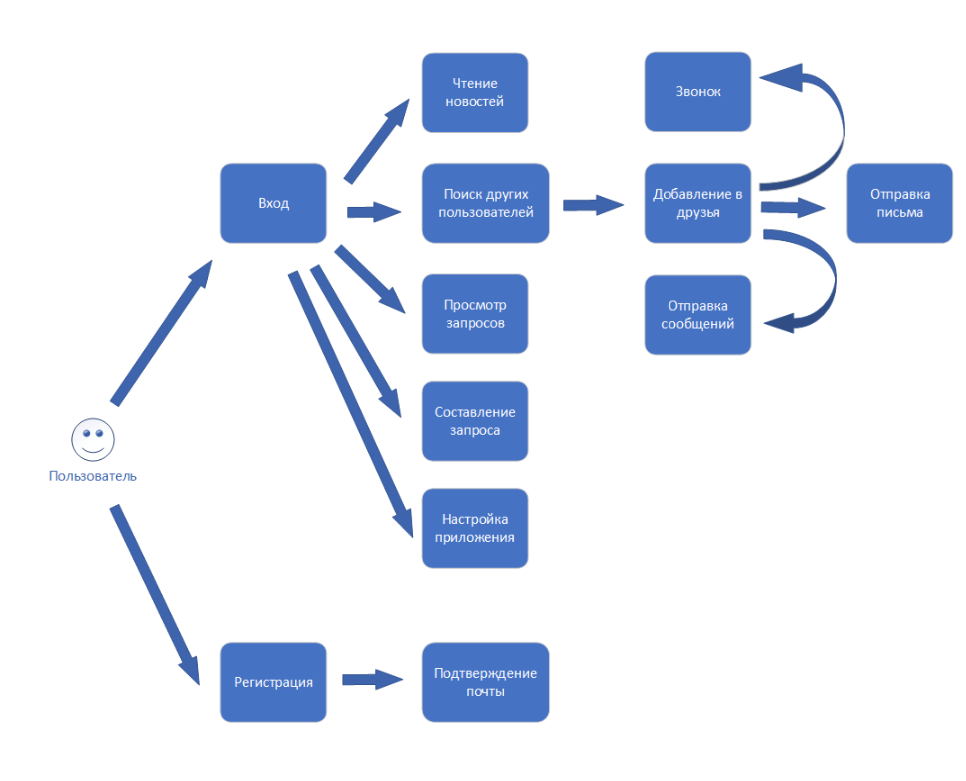 Чтение
новостей
Звонок
Вход
Поиск других
пользователей
Добавление в
друзья
Отправка
письма
Просмотр
запросов
Отправка
сообщений
Составление
запроса
Пользователь
Настройка
приложения
Регистрация
Подтверждение
почты